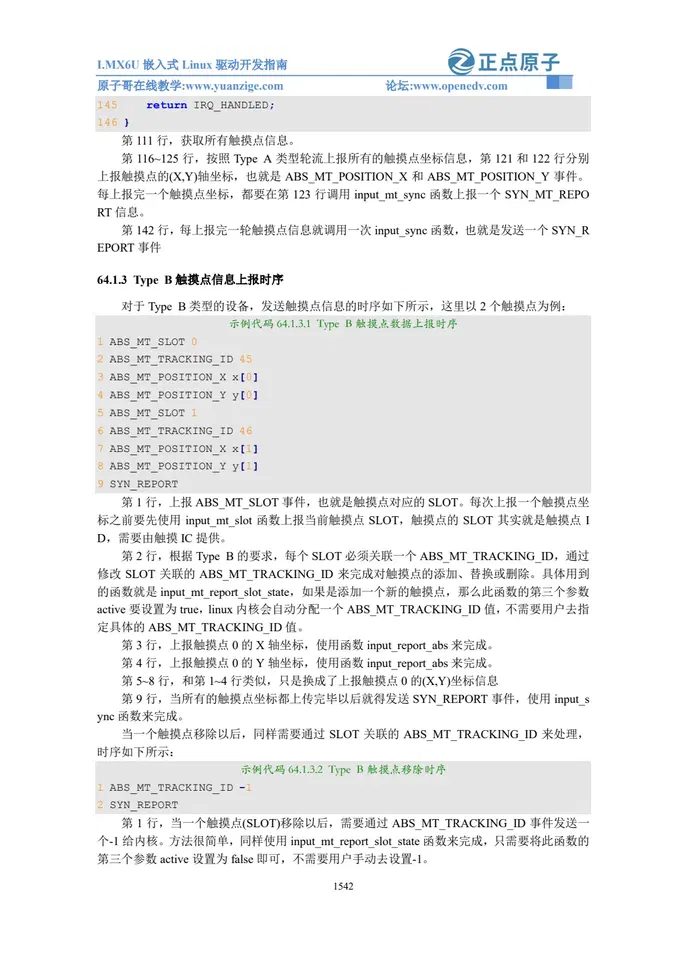 I.MX6U 嵌入式 Linux 驱动开发指南
正点原子
原子哥在线教学:www.yuanzige.com
论坛:www.openedv.com
145 return IRQ_HANDLED;
146 }
第 111 行，获取所有触摸点信息。
第 116~125 行，按照 Type A 类型轮流上报所有的触摸点坐标信息，第 121 和 122 行分别
上报触摸点的(X,Y)轴坐标，也就是 ABS_MT_POSITION_X 和 ABS_MT_POSITION_Y 事件。
每上报完一个触摸点坐标，都要在第 123 行调用 input_mt_sync 函数上报一个 SYN_MT_REPO
RT 信息。
第 142 行，每上报完一轮触摸点信息就调用一次 input_sync 函数，也就是发送一个 SYN_R
EPORT 事件
64.1.3 Type B 触摸点信息上报时序
对于 Type B 类型的设备，发送触摸点信息的时序如下所示，这里以 2 个触摸点为例：
示例代码 64.1.3.1 Type B 触摸点数据上报时序
1 ABS_MT_SLOT 0
2 ABS_MT_TRACKING_ID 45
3 ABS_MT_POSITION_X x[0]
4 ABS_MT_POSITION_Y y[0]
5 ABS_MT_SLOT 1
6 ABS_MT_TRACKING_ID 46
7 ABS_MT_POSITION_X x[1]
8 ABS_MT_POSITION_Y y[1]
9 SYN_REPORT
第 1 行，上报 ABS_MT_SLOT 事件，也就是触摸点对应的 SLOT。每次上报一个触摸点坐
标之前要先使用 input_mt_slot 函数上报当前触摸点 SLOT，触摸点的 SLOT 其实就是触摸点 I
D，需要由触摸 IC 提供。
第 2 行，根据 Type B 的要求，每个 SLOT 必须关联一个 ABS_MT_TRACKING_ID，通过
修改 SLOT 关联的 ABS_MT_TRACKING_ID 来完成对触摸点的添加、替换或删除。具体用到
的函数就是 input_mt_report_slot_state，如果是添加一个新的触摸点，那么此函数的第三个参数
active 要设置为 true，linux 内核会自动分配一个 ABS_MT_TRACKING_ID 值，不需要用户去指
定具体的 ABS_MT_TRACKING_ID 值。
第 3 行，上报触摸点 0 的 X 轴坐标，使用函数 input_report_abs 来完成。
第 4 行，上报触摸点 0 的 Y 轴坐标，使用函数 input_report_abs 来完成。
第 5~8 行，和第 1~4 行类似，只是换成了上报触摸点 0 的(X,Y)坐标信息
第 9 行，当所有的触摸点坐标都上传完毕以后就得发送 SYN_REPORT 事件，使用 input_s
ync 函数来完成。
当一个触摸点移除以后，同样需要通过 SLOT 关联的 ABS_MT_TRACKING_ID 来处理，
时序如下所示：
示例代码 64.1.3.2 Type B 触摸点移除时序
1 ABS_MT_TRACKING_ID -1
2 SYN_REPORT
第 1 行，当一个触摸点(SLOT)移除以后，需要通过 ABS_MT_TRACKING_ID 事件发送一
个-1 给内核。方法很简单，同样使用 input_mt_report_slot_state 函数来完成，只需要将此函数的
第三个参数 active 设置为 false 即可，不需要用户手动去设置-1。
1542